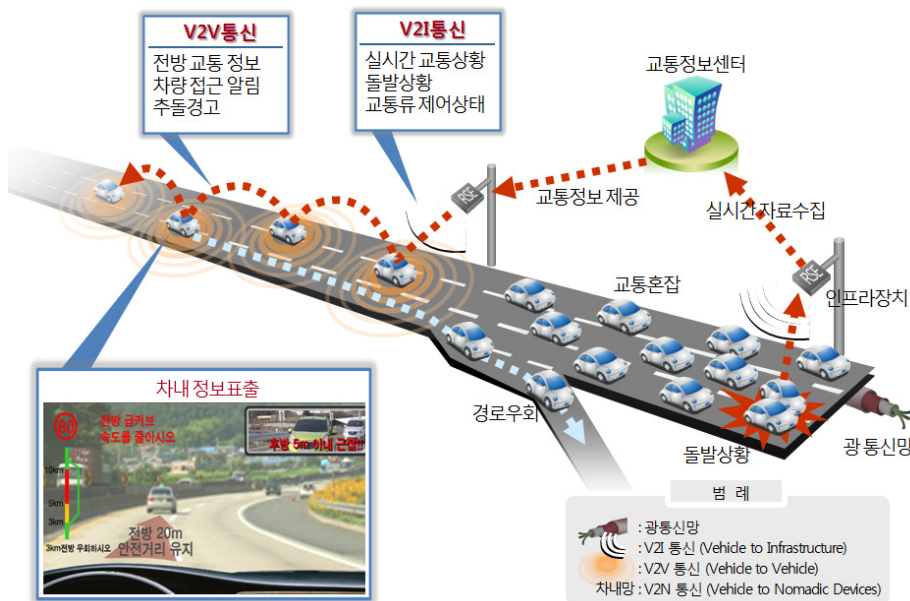 V2V통신
전방 교통 정보
차량 접근 알림
추돌경고
V2I통신
실시간 교통상황
돌발상황
교통류 제어상태
교통정보센터
RSE
교통정보 제공
실시간 자료수집
RSE
인프라장치
교통혼잡
경로우회
돌발상황
광 통신망
차내 정보표출
80
전방 급커브
속도를 줄이시오
후방 5m 이내 근접!!
10km
5km
3km
3km전방 우회하시오
전방 20m
안전거리 유지
범 례
: 광통신망
: V2I 통신 (Vehicle to Infrastructure)
: V2V 통신 (Vehicle to Vehicle)
차내망 : V2N 통신 (Vehicle to Nomadic Devices)